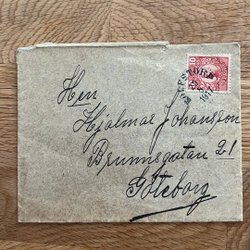 10
Herr
Hjalmar Johansson
Brunnsgatan 21
Göteborg